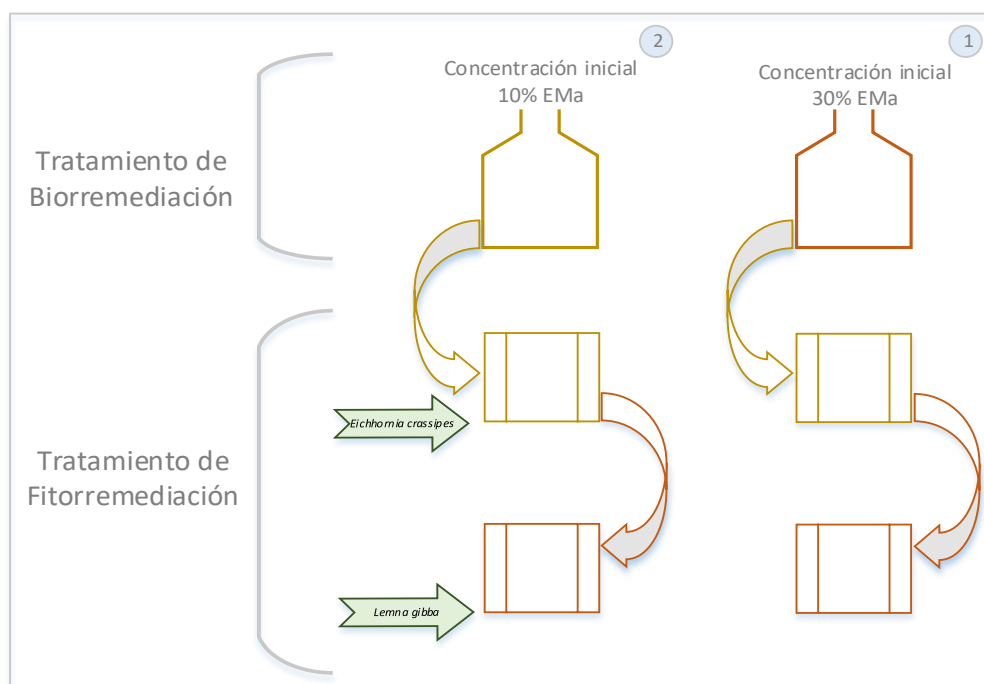 2
1
Concentración inicial
10% EMa
Concentración inicial
30% EMa
Tratamiento de
Biorremediación
Eichhornia crassipes
Tratamiento de
Fitorremediación
Lemna gibba